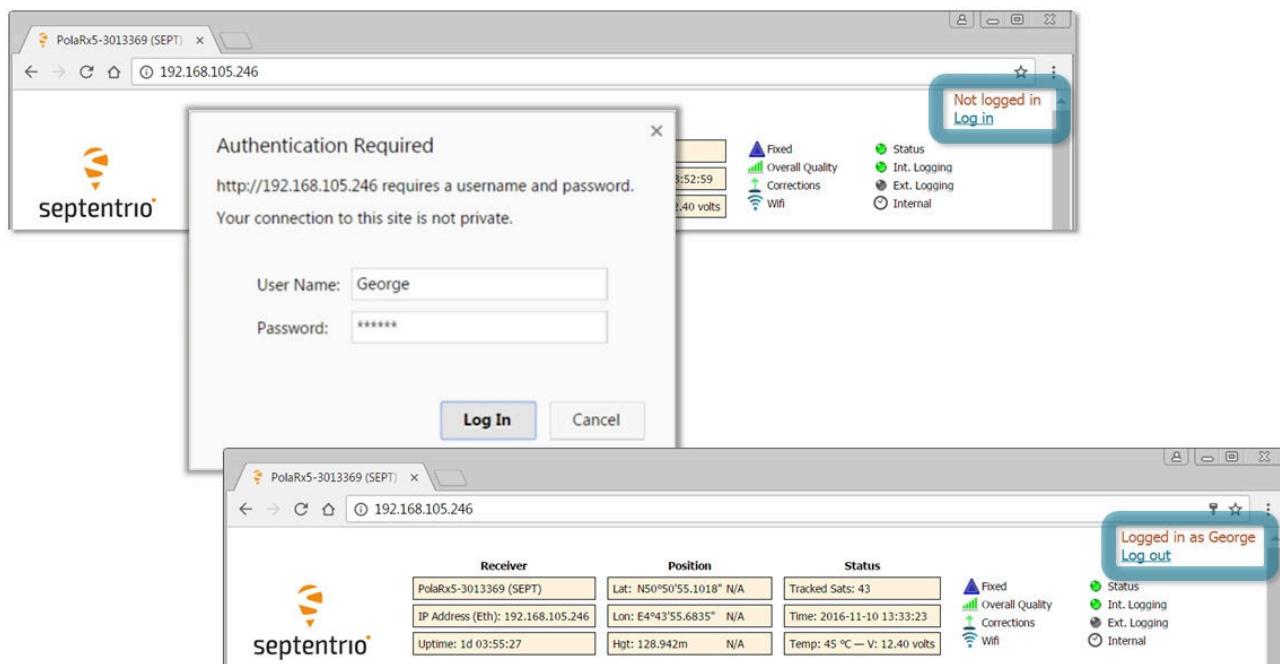 PolaRx5-3013369 (SEPT)
192.168.105.246
Not logged in
Log in
septentrio
3:52:59
2.40 volts
Fixed
Overall Quality
Corrections
Wifi
Status
Int. Logging
Ext. Logging
Internal
Authentication Required
http://192.168.105.246 requires a username and password.
Your connection to this site is not private.
User Name: George
Password: ******
Log In Cancel
PolaRx5-3013369 (SEPT)
192.168.105.246
Logged in as George
Log out
septentrio
Receiver
PolaRx5-3013369 (SEPT)
IP Address (Eth): 192.168.105.246
Uptime: 1d 03:55:27
Position
Lat: N50°50'55.1018" N/A
Lon: E4°43'55.6835" N/A
Hgt: 128.942m N/A
Status
Tracked Sats: 43
Time: 2016-11-10 13:33:23
Temp: 45 °C — V: 12.40 volts
Fixed
Overall Quality
Corrections
Wifi
Status
Int. Logging
Ext. Logging
Internal